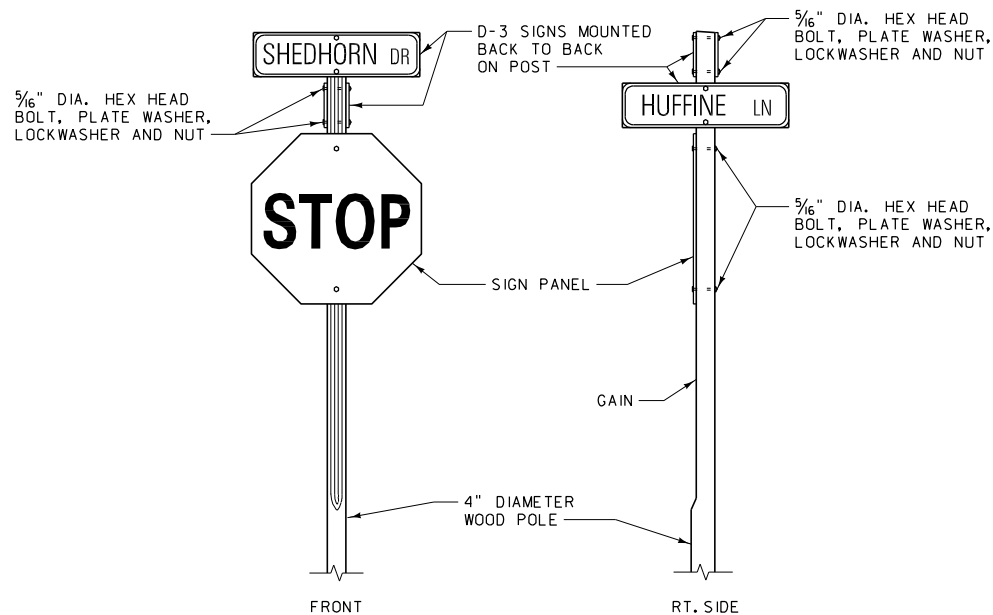 SHEDHORN DR
D-3 SIGNS MOUNTED
BACK TO BACK
ON POST
5/16" DIA. HEX HEAD
BOLT, PLATE WASHER,
LOCKWASHER AND NUT
5/16" DIA. HEX HEAD
BOLT, PLATE WASHER,
LOCKWASHER AND NUT
HUFFINE LN
STOP
5/16" DIA. HEX HEAD
BOLT, PLATE WASHER,
LOCKWASHER AND NUT
SIGN PANEL
GAIN
4" DIAMETER
WOOD POLE
FRONT
RT. SIDE